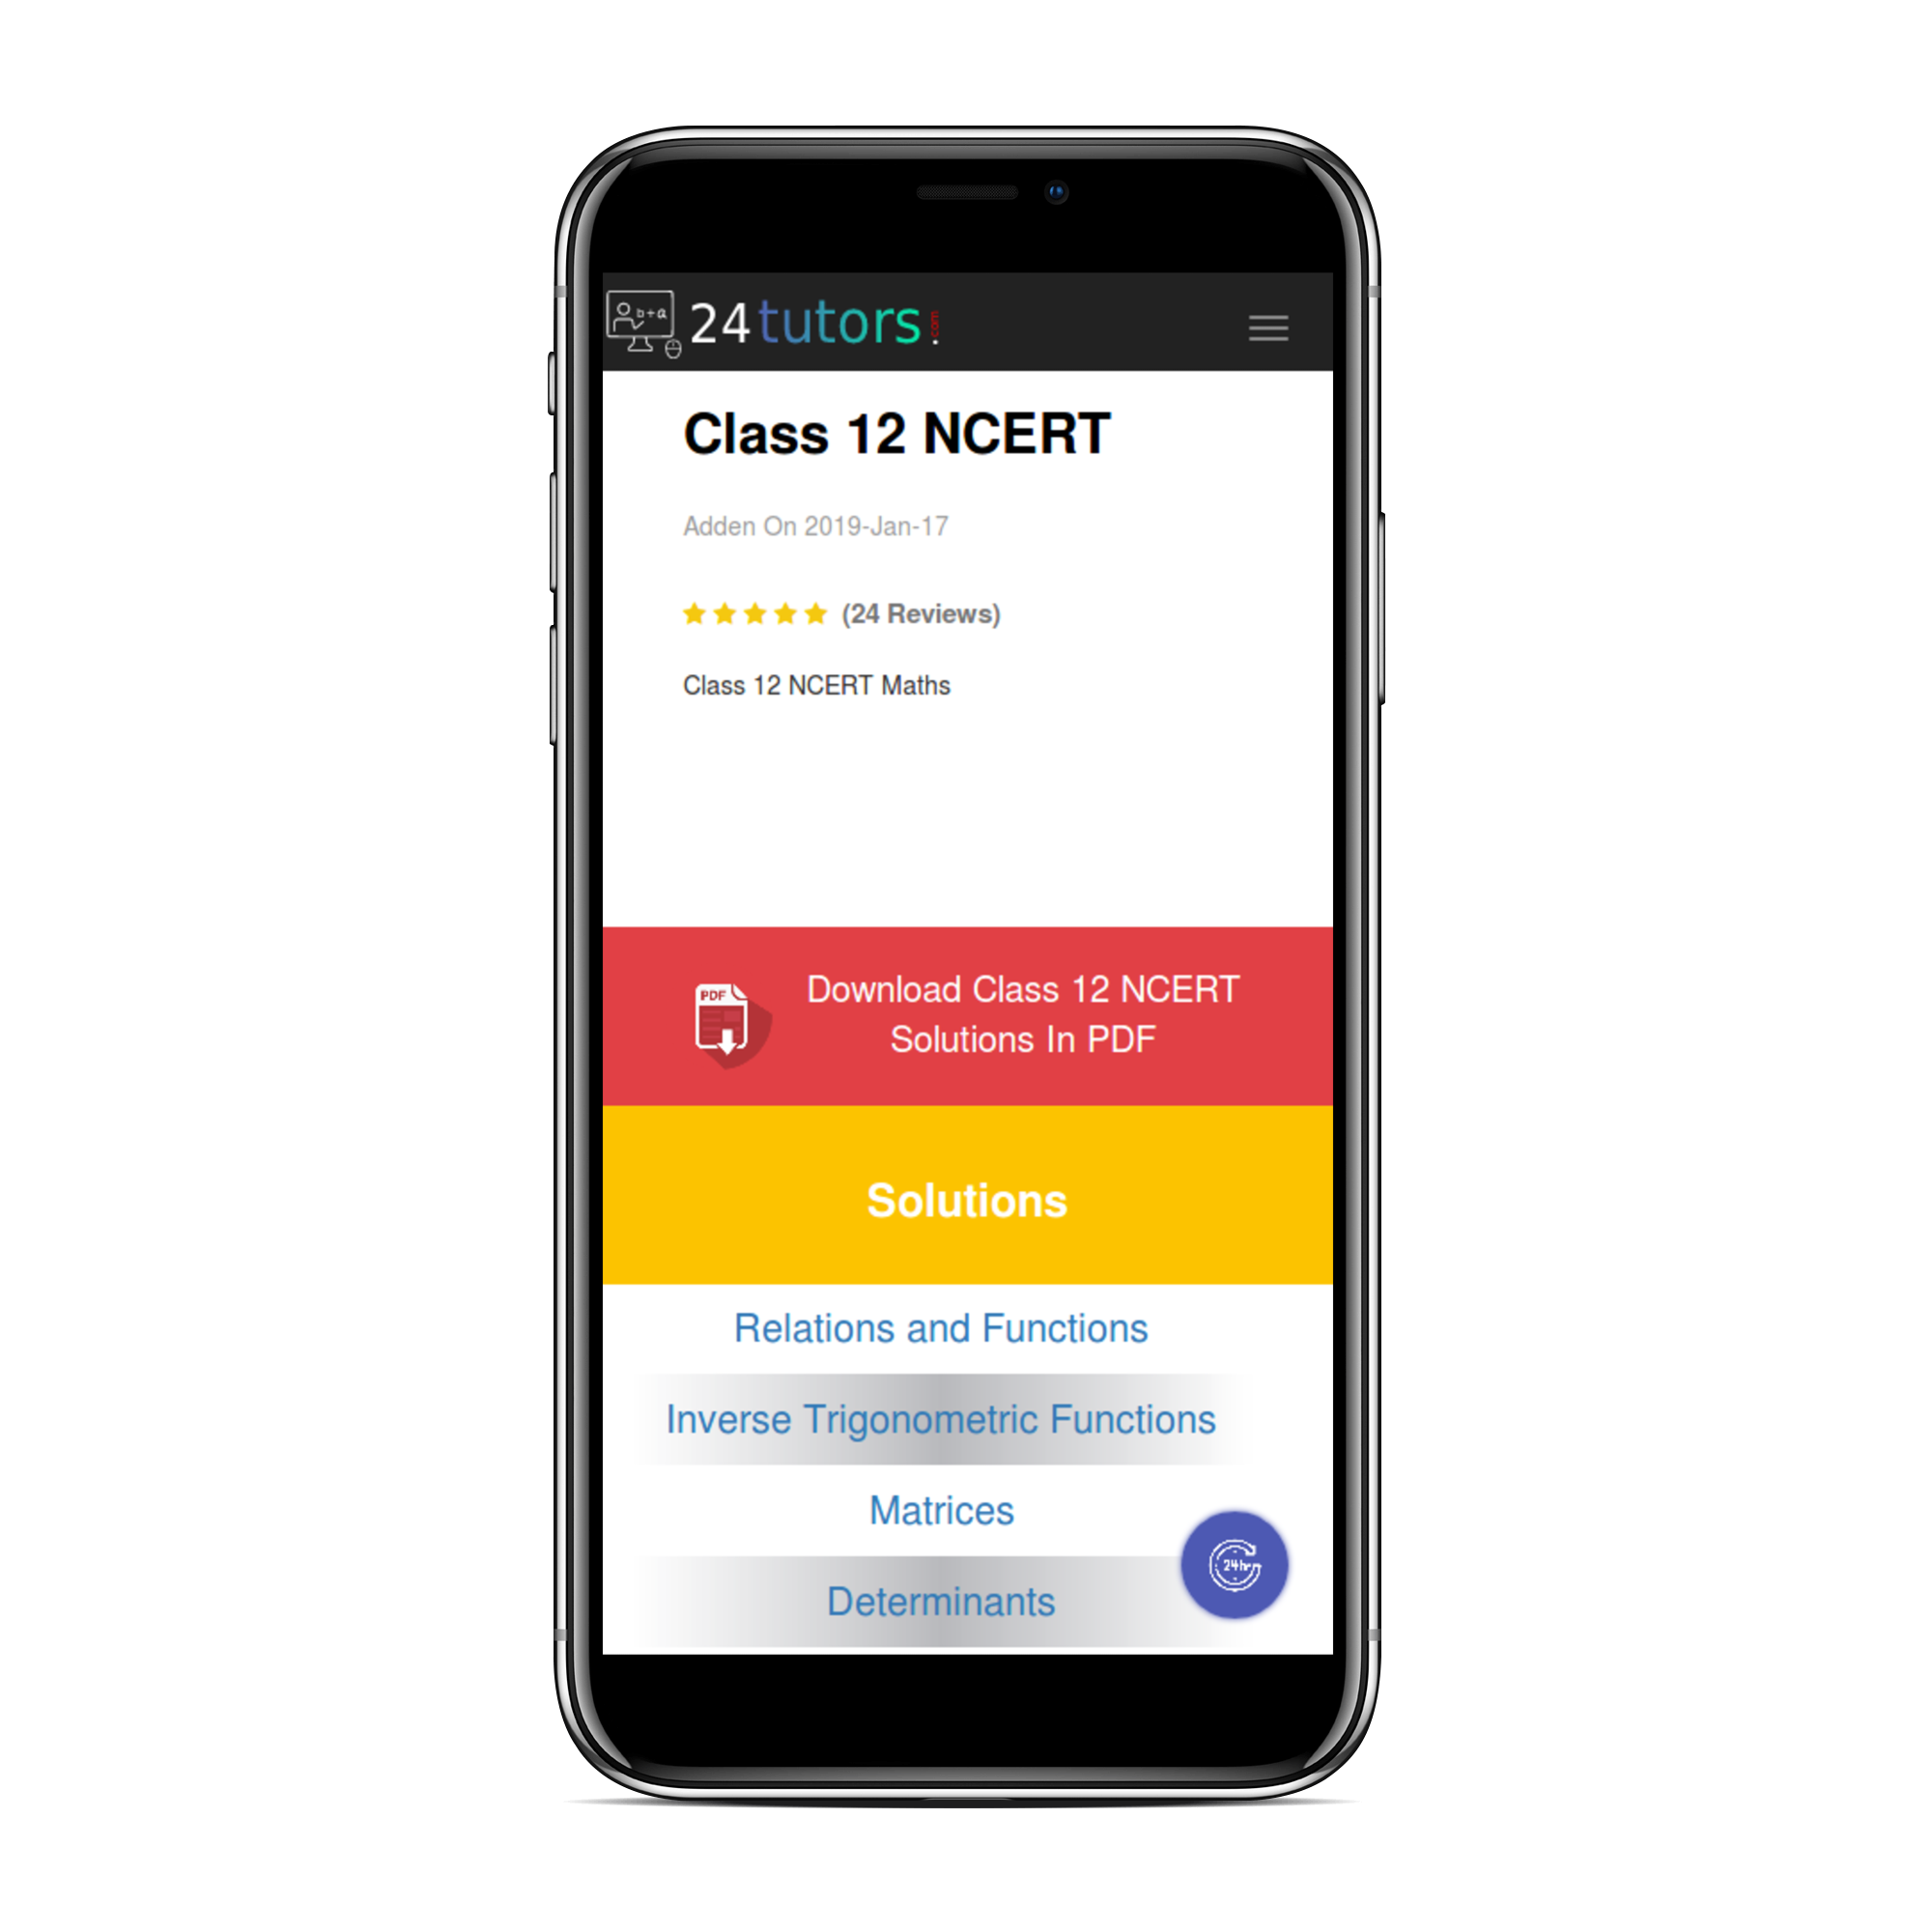 b+a
24tutors.com
Class 12 NCERT
Adden On 2019-Jan-17
(24 Reviews)
Class 12 NCERT Maths
PDF
Download Class 12 NCERT
Solutions In PDF
Solutions
Relations and Functions
Inverse Trigonometric Functions
Matrices
24hr
Determinants